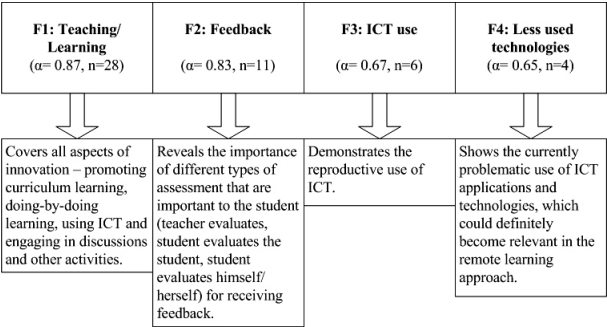 F1: Teaching/
Learning
(α= 0.87, n=28)
F2: Feedback
(α= 0.83, n=11)
F3: ICT use
(α= 0.67, n=6)
F4: Less used
technologies
(α= 0.65, n=4)
Covers all aspects of
innovation – promoting
curriculum learning,
doing-by-doing
learning, using ICT and
engaging in discussions
and other activities.
Reveals the importance
of different types of
assessment that are
important to the student
(teacher evaluates,
student evaluates the
student, student
evaluates himself/
herself) for receiving
feedback.
Demonstrates the
reproductive use of
ICT.
Shows the currently
problematic use of ICT
applications and
technologies, which
could definitely
become relevant in the
remote learning
approach.